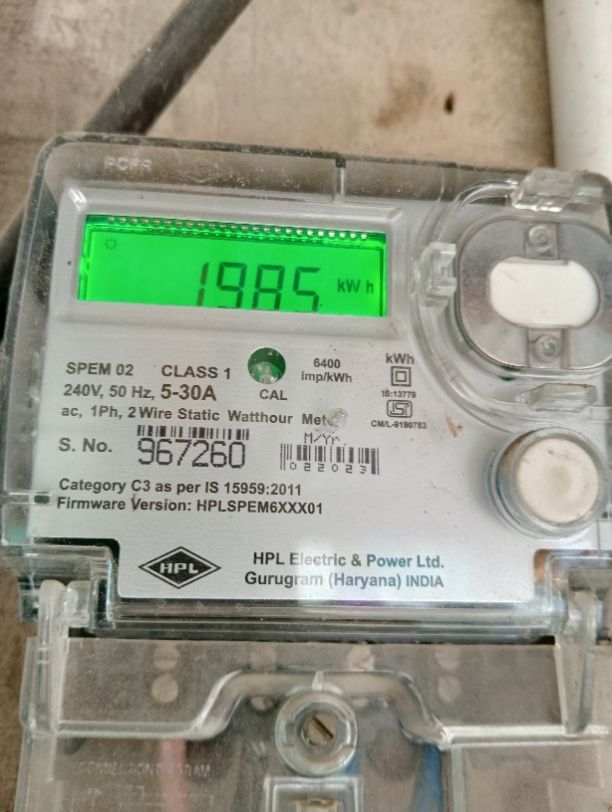 1985 kWh
SPEM 02 CLASS 1
6400
imp/kWh
kWh
240V, 50 Hz, 5-30A
CAL
IS:13779
ac, 1Ph, 2 Wire Static Watthour
CM/L-9190783
M/Yr.
S. No. 967260
022023
Category C3 as per IS 15959:2011
Firmware Version: HPLSPEM6XXX01
HPL
HPL Electric & Power Ltd.
Gurugram (Haryana) INDIA